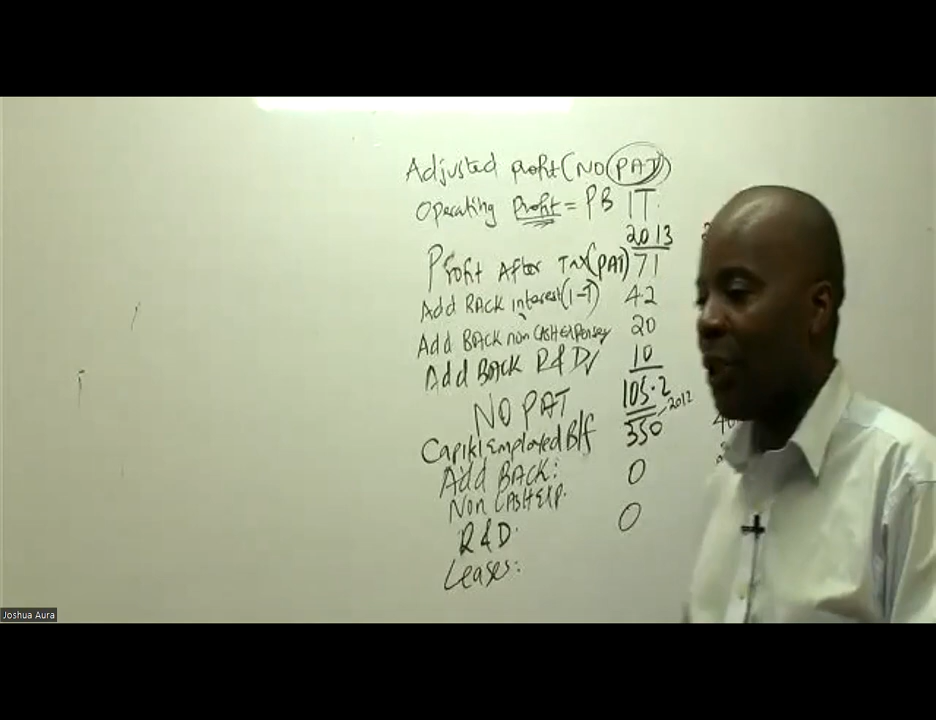 Adjusted profit (NOPAT)
Operating Profit = PBIT
2013
Profit After Tax (PAT) 71
Add BACK interest (1-T) 42
Add BACK non CASH Expenses 20
Add BACK R&D 10
NOPAT 105.2
Capital Employed B/f 350 2012
Add BACK: 0
Non CASH EXP.
R&D. 0
Leases:
Joshua Aura